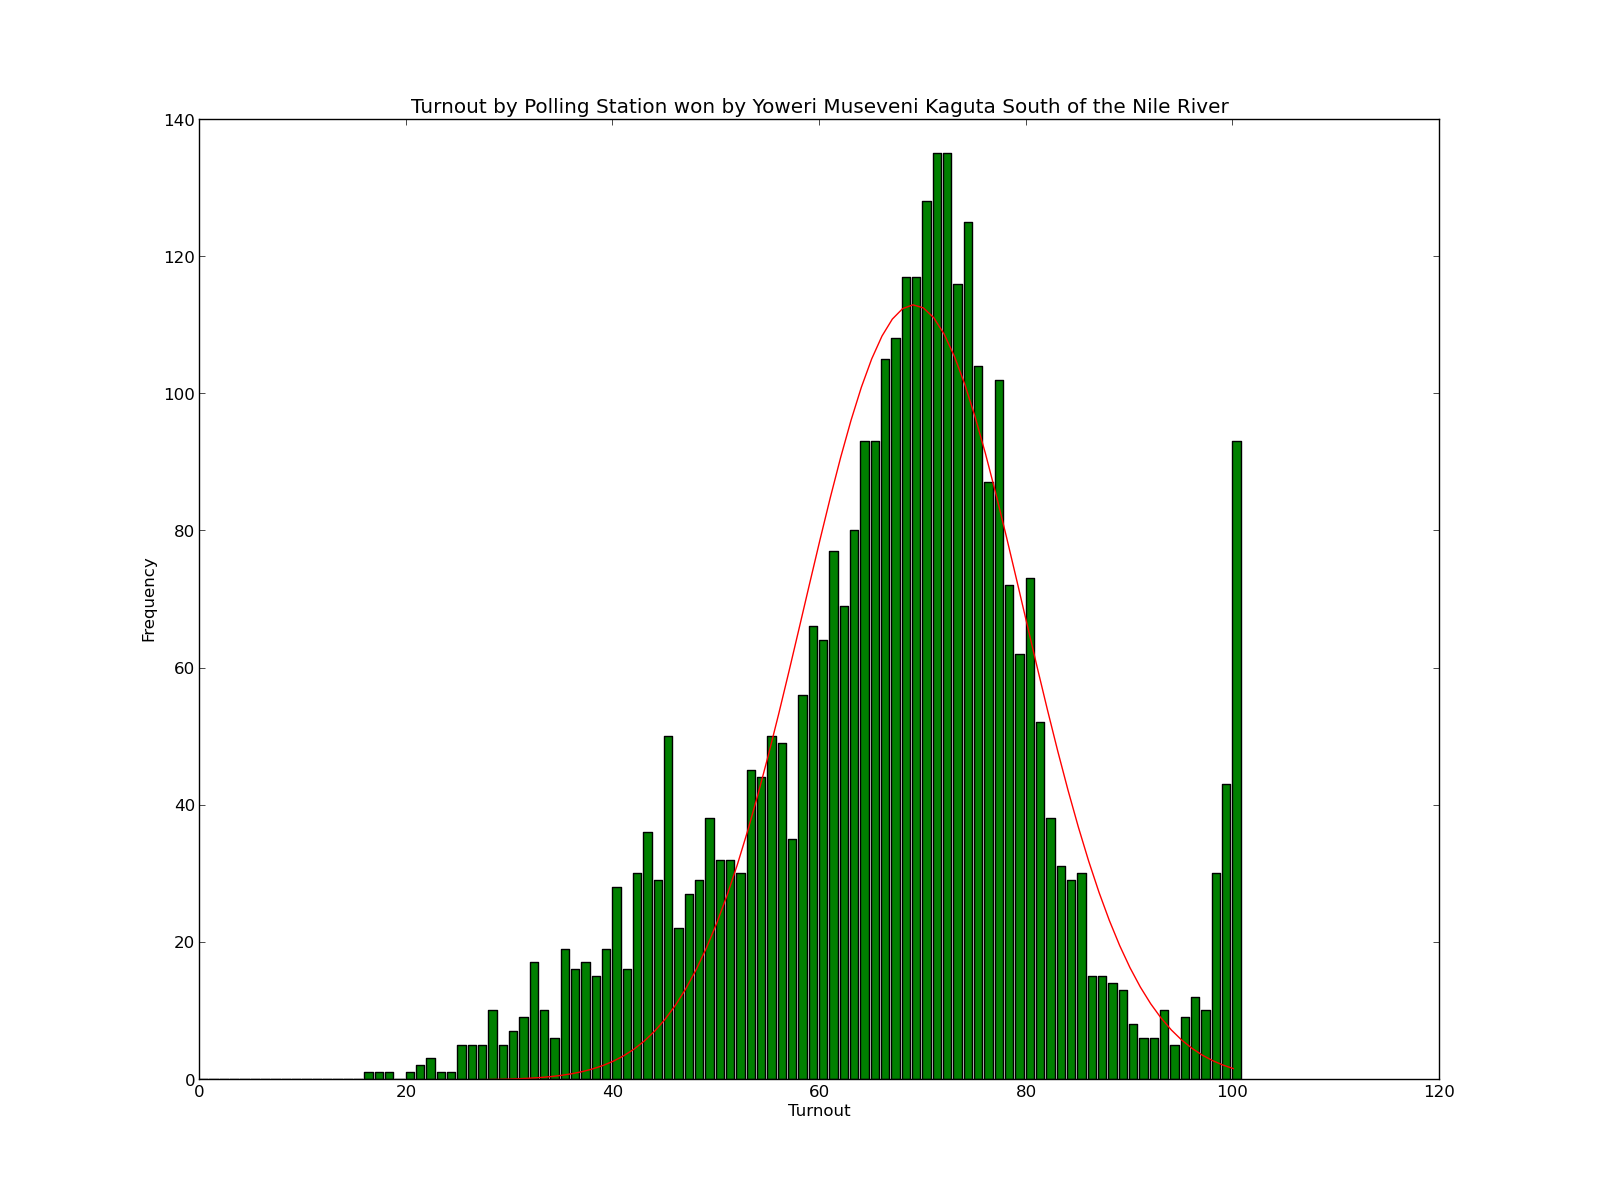 Turnout by Polling Station won by Yoweri Museveni Kaguta South of the Nile River
140
120
100
80
60
40
20
0
Frequency
0 20 40 60 80 100 120
Turnout